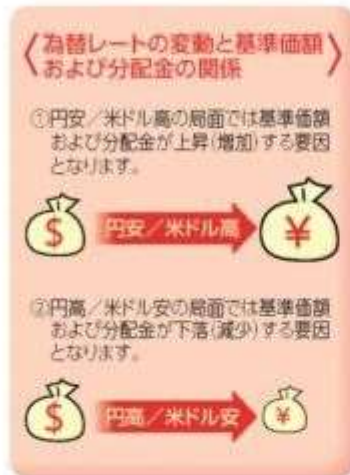 為替レートの変動と基準価額
および分配金の関係
①円安／米ドル高の局面では基準価額
および分配金が上昇(増加)する要因
となります。
$ 円安／米ドル高 ¥
②円高／米ドル安の局面では基準価額
および分配金が下落(減少)する要因
となります。
$ 円高／米ドル安 ¥